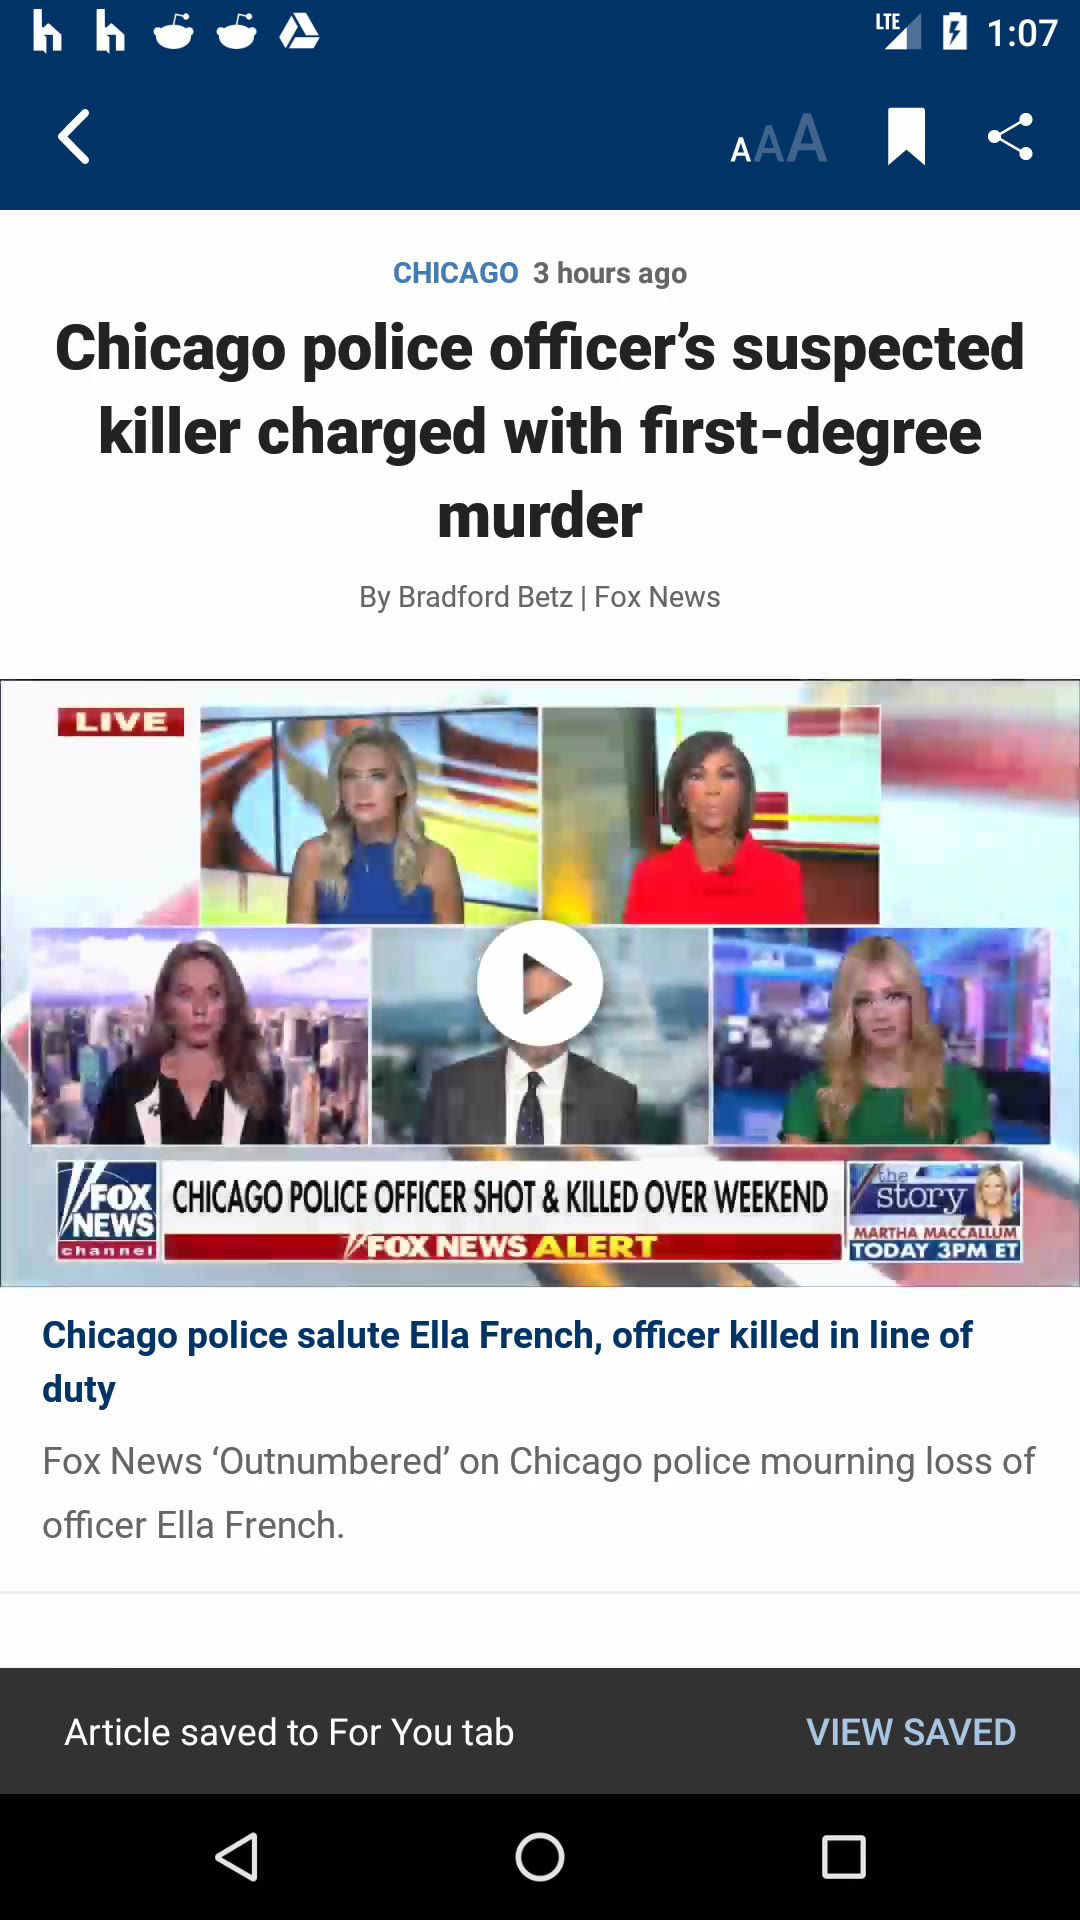 LTE 1:07
AAA
CHICAGO 3 hours ago
Chicago police officer’s suspected
killer charged with first-degree
murder
By Bradford Betz | Fox News
LIVE
FOX
NEWS
channel
CHICAGO POLICE OFFICER SHOT & KILLED OVER WEEKEND
FOX NEWS ALERT
the
story
MARTHA MACCALLUM
TODAY 3PM ET
Chicago police salute Ella French, officer killed in line of
duty
Fox News ‘Outnumbered’ on Chicago police mourning loss of
officer Ella French.
Article saved to For You tab VIEW SAVED